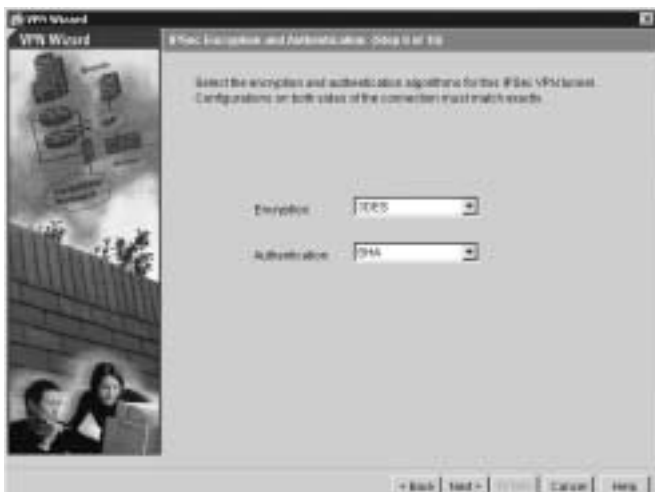 VPN Wizard
VPN Wizard
IPSec Encryption and Authentication (Step 5 of 10)
Select the encryption and authentication algorithms for this IPSec VPN tunnel.
Configurations on both sides of the connection must match exactly.
Encryption
3DES
Authentication
SHA
< Back
Next >
Finish
Cancel
Help